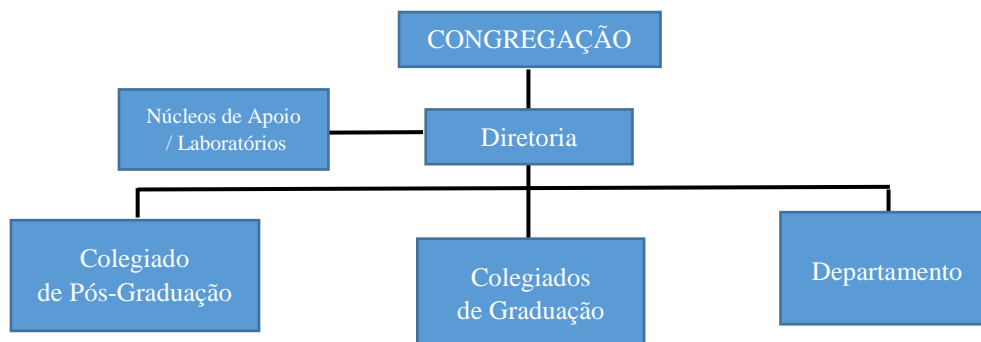 CONGREGAÇÃO
Núcleos de Apoio
/ Laboratórios
Diretoria
Colegiado
de Pós-Graduação
Colegiados
de Graduação
Departamento